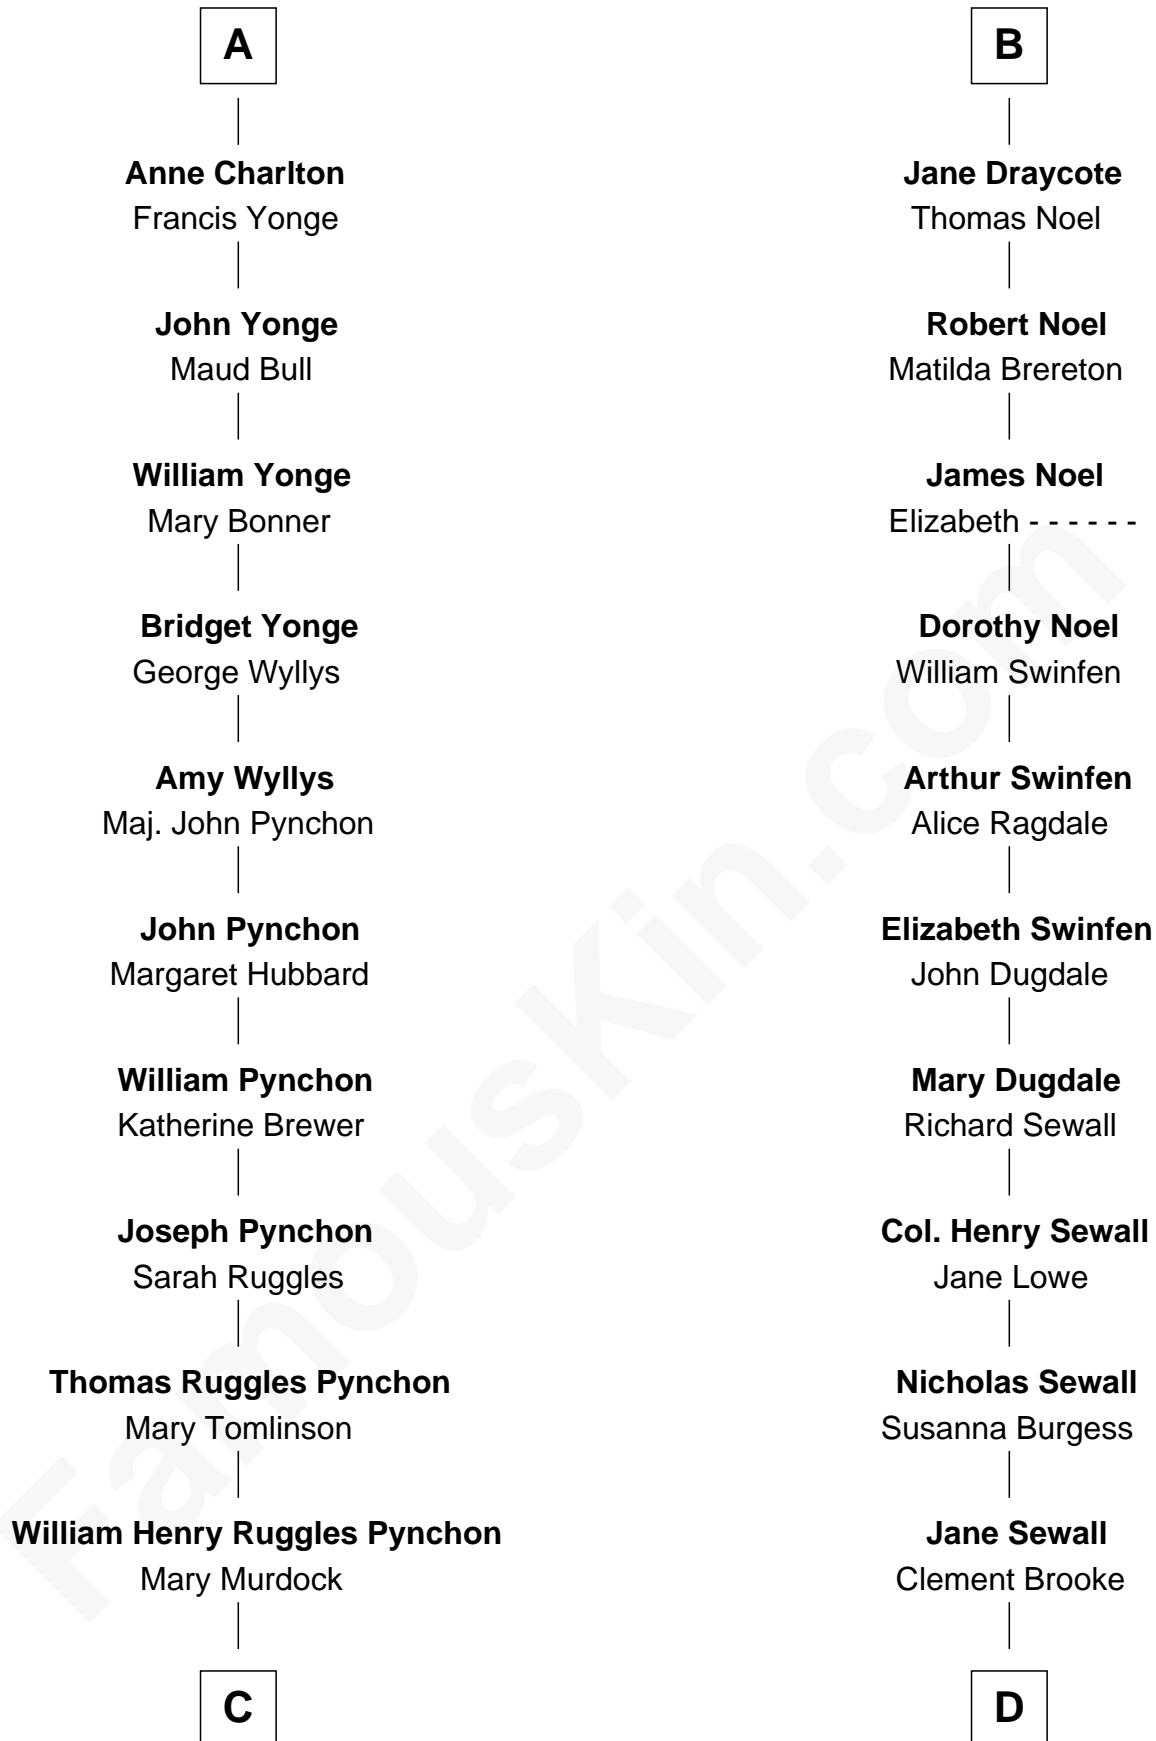 A
Anne Charlton
Francis Yonge
John Yonge
Maud Bull
William Yonge
Mary Bonner
Bridget Yonge
George Wyllys
Amy Wyllys
Maj. John Pynchon
John Pynchon
Margaret Hubbard
William Pynchon
Katherine Brewer
Joseph Pynchon
Sarah Ruggles
Thomas Ruggles Pynchon
Mary Tomlinson
William Henry Ruggles Pynchon
Mary Murdock
C
B
Jane Draycote
Thomas Noel
Robert Noel
Matilda Brereton
James Noel
Elizabeth - - - - - -
Dorothy Noel
William Swinfen
Arthur Swinfen
Alice Ragdale
Elizabeth Swinfen
John Dugdale
Mary Dugdale
Richard Sewall
Col. Henry Sewall
Jane Lowe
Nicholas Sewall
Susanna Burgess
Jane Sewall
Clement Brooke
D
FamousKin.com